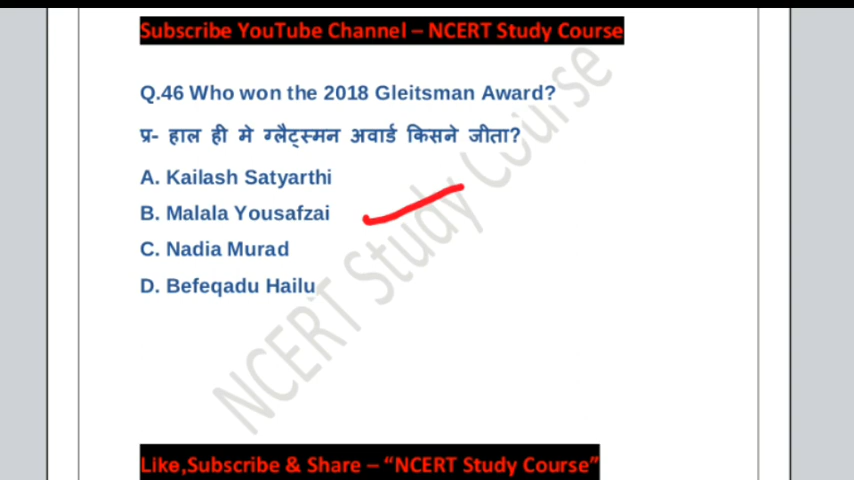 Subscribe YouTube Channel – NCERT Study Course
Q.46 Who won the 2018 Gleitsman Award?
प्र- हाल ही मे ग्लैट्स्मन अवार्ड किसने जीता?
A. Kailash Satyarthi
B. Malala Yousafzai
C. Nadia Murad
D. Befeqadu Hailu
NCERT Study Course
Like,Subscribe & Share – “NCERT Study Course”